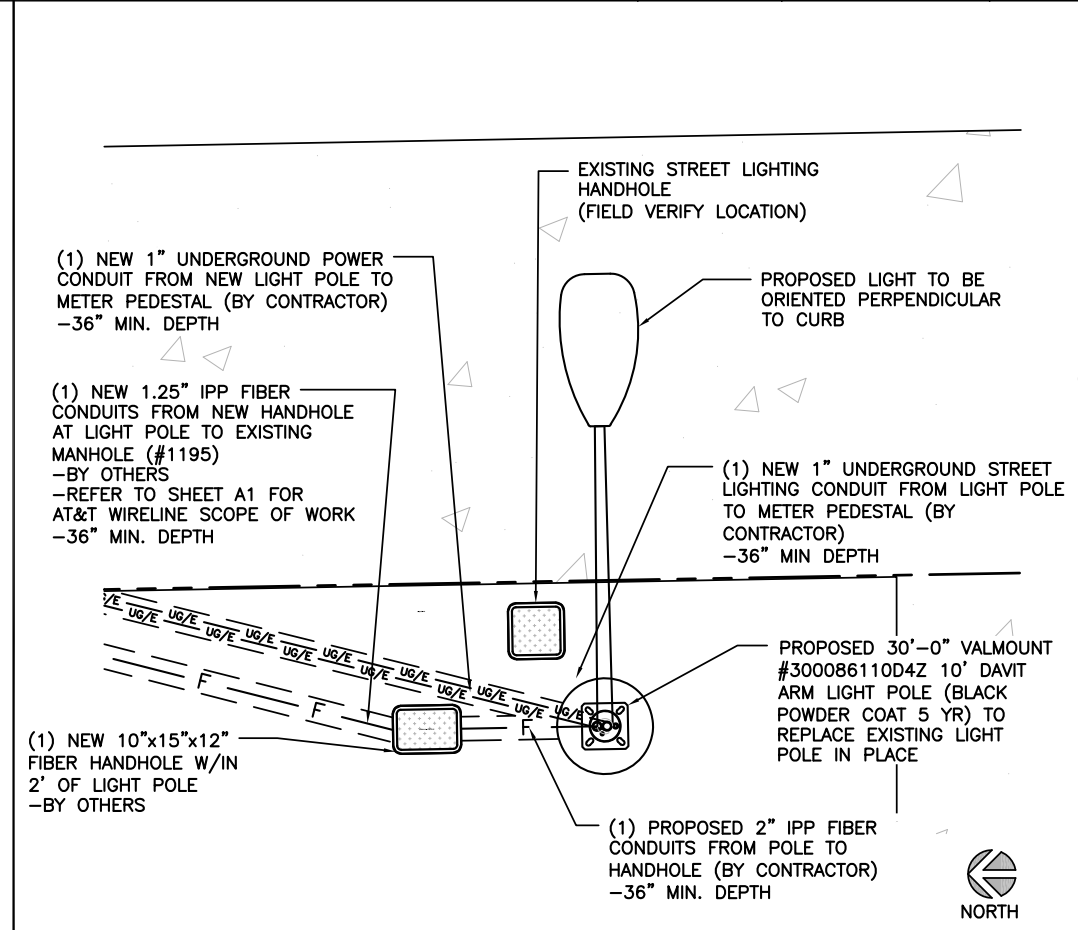 EXISTING STREET LIGHTING
HANDHOLE
(FIELD VERIFY LOCATION)
(1) NEW 1" UNDERGROUND POWER
CONDUIT FROM NEW LIGHT POLE TO
METER PEDESTAL (BY CONTRACTOR)
-36" MIN. DEPTH
PROPOSED LIGHT TO BE
ORIENTED PERPENDICULAR
TO CURB
(1) NEW 1.25" IPP FIBER
CONDUITS FROM NEW HANDHOLE
AT LIGHT POLE TO EXISTING
MANHOLE (#1195)
-BY OTHERS
-REFER TO SHEET A1 FOR
AT&T WIRELINE SCOPE OF WORK
-36" MIN. DEPTH
(1) NEW 1" UNDERGROUND STREET
LIGHTING CONDUIT FROM LIGHT POLE
TO METER PEDESTAL (BY
CONTRACTOR)
-36" MIN DEPTH
G/E UG/E UG/E UG/E UG/E UG/E UG/E
UG/E UG/E UG/E UG/E UG/E
F F F
PROPOSED 30'-0" VALMOUNT
#300086110D4Z 10' DAVIT
ARM LIGHT POLE (BLACK
POWDER COAT 5 YR) TO
REPLACE EXISTING LIGHT
POLE IN PLACE
(1) NEW 10"x15"x12"
FIBER HANDHOLE W/IN
2' OF LIGHT POLE
-BY OTHERS
(1) PROPOSED 2" IPP FIBER
CONDUITS FROM POLE TO
HANDHOLE (BY CONTRACTOR)
-36" MIN. DEPTH
NORTH